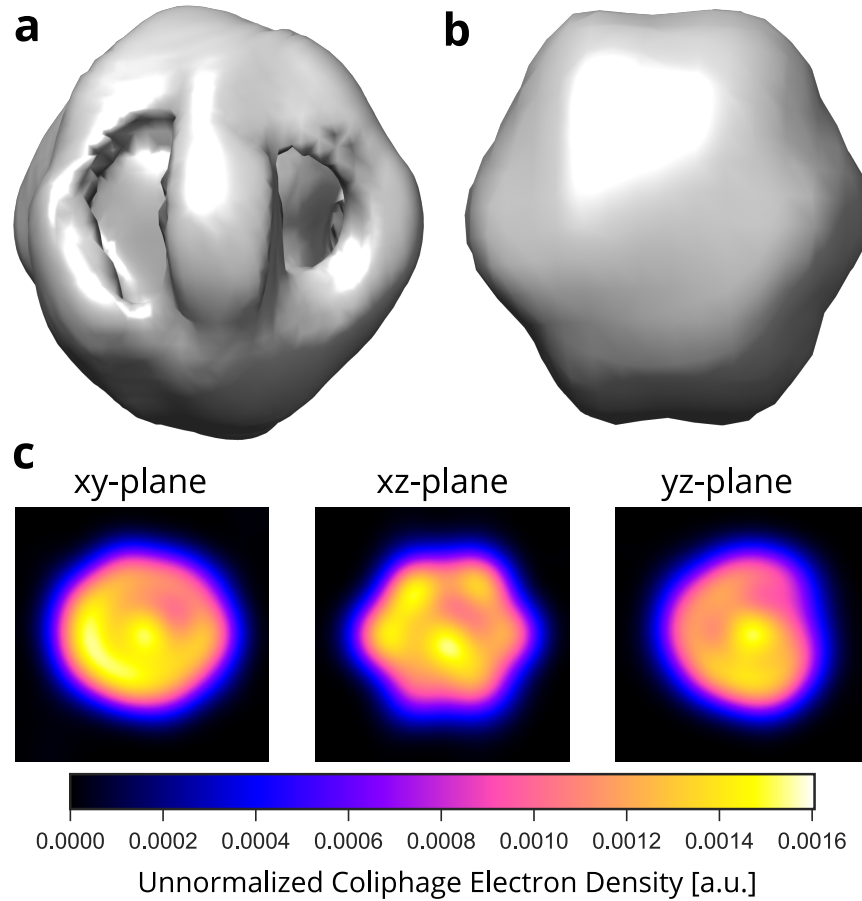 a
b
c
xy-plane xz-plane yz-plane
0.0000 0.0002 0.0004 0.0006 0.0008 0.0010 0.0012 0.0014 0.0016
Unnormalized Coliphage Electron Density [a.u.]